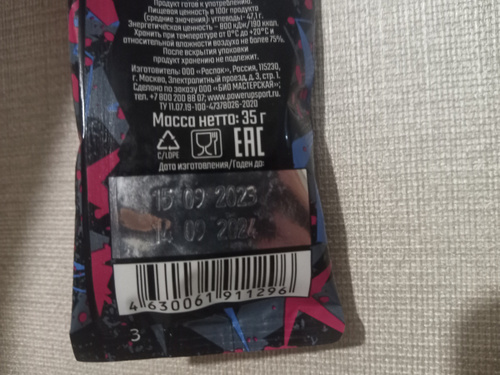 Продукт готов к употреблению.
Пищевая ценность в 100г продукта
(средние значения): углеводы- 47,1 г.
Энергетическая ценность – 800 кДж/190 ккал.
Хранить при температуре от 0°С до +20°С и
относительной влажности воздуха не более 75%.
После вскрытия упаковки
продукт хранению не подлежит.
Изготовитель: ООО «Роспак», Россия, 115230,
г. Москва, Электролитный проезд, д. 3, стр. 1.
Сделано по заказу ООО «БИО МАСТЕРСКАЯ»;
тел. +7 800 200 88 07; www.powerupsport.ru
ТУ 11.07.19-100-47378026-2020
Масса нетто: 35 г
C/LDPE
EAC
Дата изготовления/Годен до:
15 09 2023
14 09 2024
4 630061 911296
3